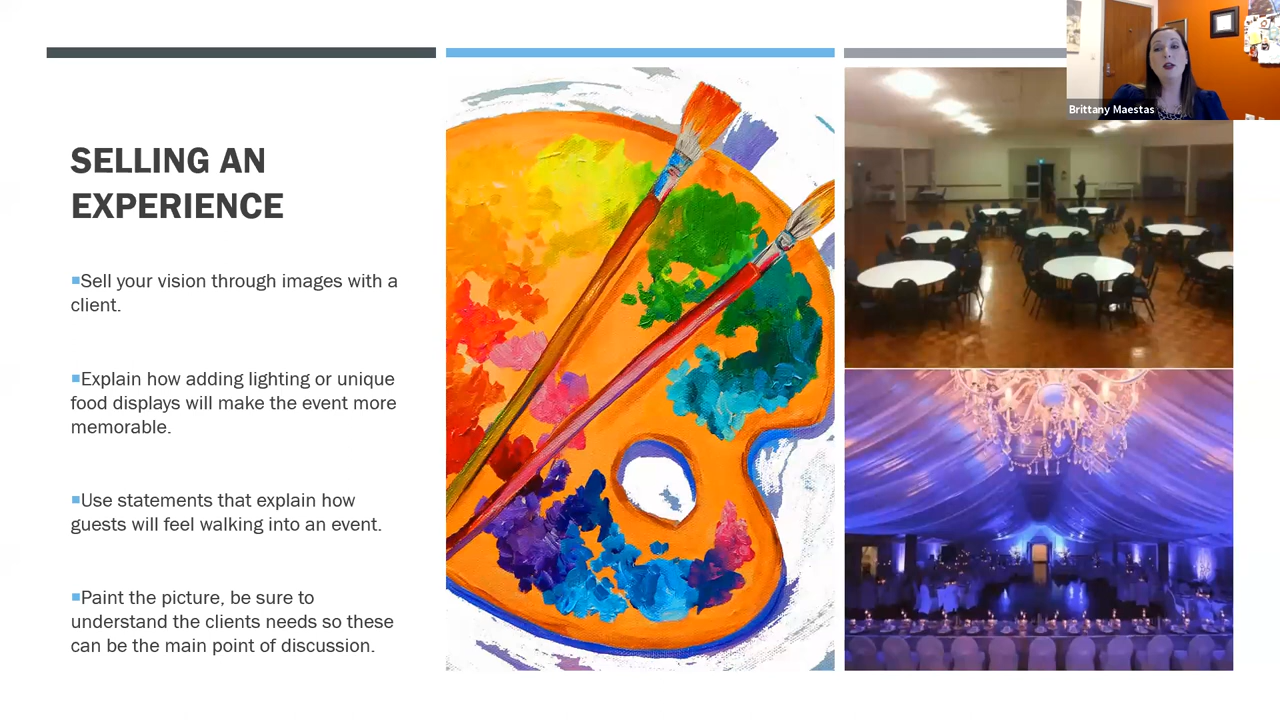 SELLING AN
EXPERIENCE
Sell your vision through images with a
client.
Explain how adding lighting or unique
food displays will make the event more
memorable.
Use statements that explain how
guests will feel walking into an event.
Paint the picture, be sure to
understand the clients needs so these
can be the main point of discussion.
Brittany Maestas